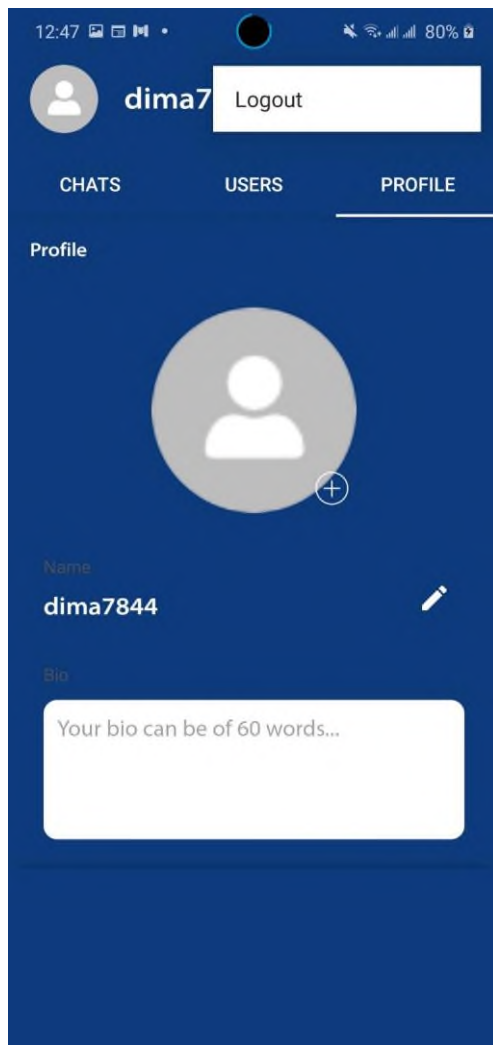 12:47 80%
dima7
Logout
CHATS USERS PROFILE
Profile
Name
dima7844
Bio
Your bio can be of 60 words...